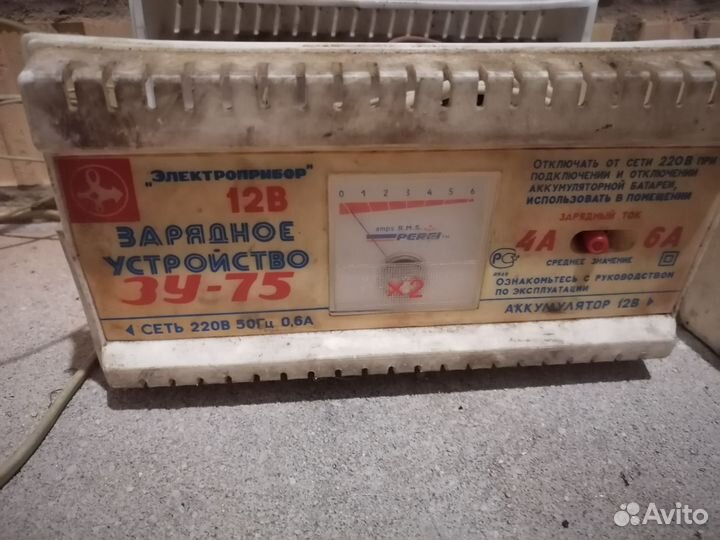 "ЭЛЕКТРОПРИБОР"
12В
ЗАРЯДНОЕ
УСТРОЙСТВО
ЗУ-75
СЕТЬ 220В 50Гц 0,6А
0 1 2 3 4 5 6
amps R.M.S.
PEREI
x2
ОТКЛЮЧАТЬ ОТ СЕТИ 220В ПРИ
ПОДКЛЮЧЕНИИ И ОТКЛЮЧЕНИИ
АККУМУЛЯТОРНОЙ БАТАРЕИ,
ИСПОЛЬЗОВАТЬ В ПОМЕЩЕНИИ
ЗАРЯДНЫЙ ТОК
4А 6А
СРЕДНЕЕ ЗНАЧЕНИЕ
ОЗНАКОМЬТЕСЬ С РУКОВОДСТВОМ
ПО ЭКСПЛУАТАЦИИ
АККУМУЛЯТОР 12В
Avito